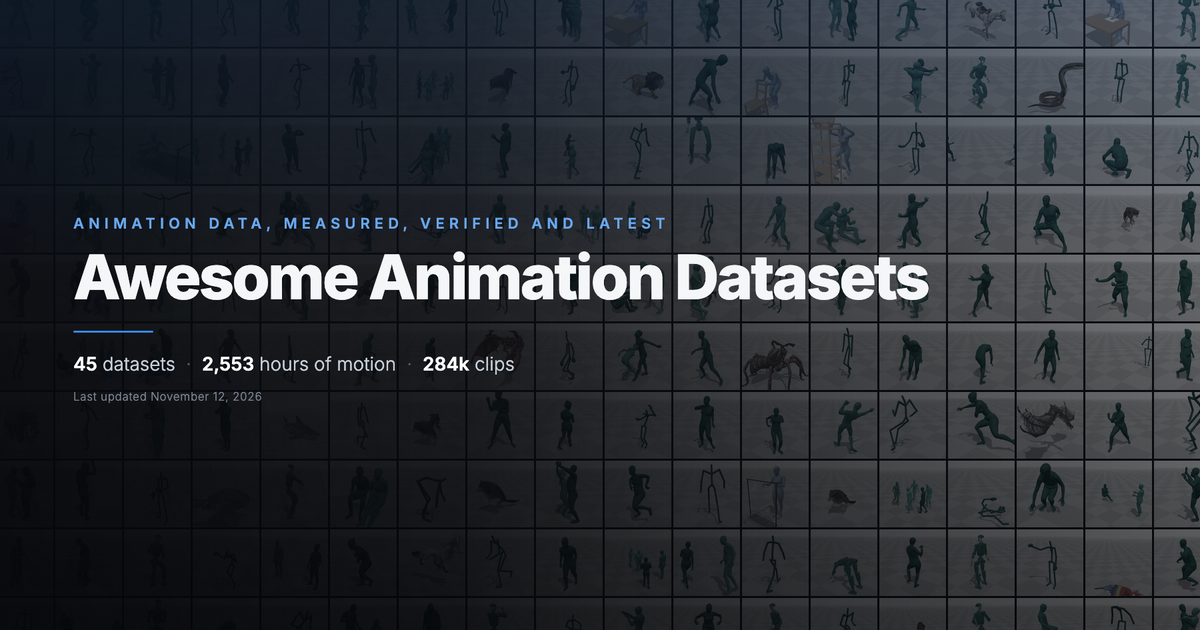 ANIMATION DATA, MEASURED, VERIFIED AND LATEST
Awesome Animation Datasets
45 datasets · 2,553 hours of motion · 284k clips
Last updated November 12, 2026